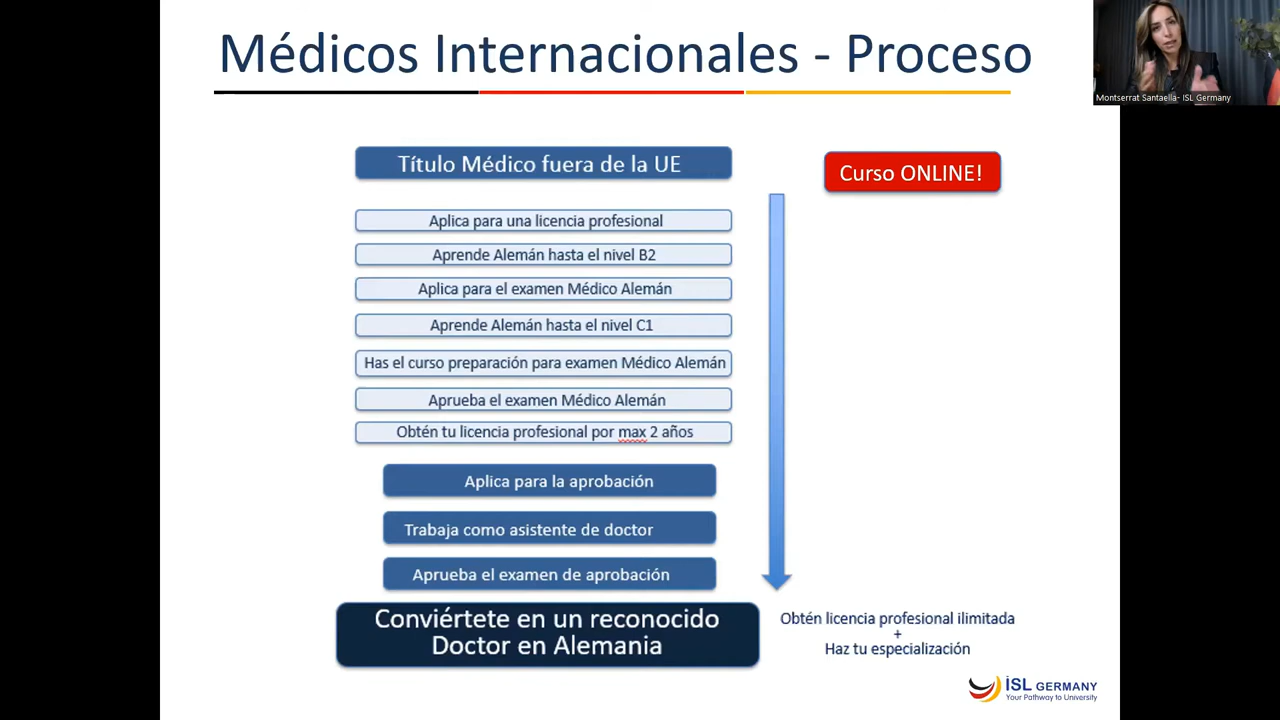 Médicos Internacionales - Proceso
Montserrat Santaella- ISL Germany
Título Médico fuera de la UE
Curso ONLINE!
Aplica para una licencia profesional
Aprende Alemán hasta el nivel B2
Aplica para el examen Médico Alemán
Aprende Alemán hasta el nivel C1
Has el curso preparación para examen Médico Alemán
Aprueba el examen Médico Alemán
Obtén tu licencia profesional por max 2 años
Aplica para la aprobación
Trabaja como asistente de doctor
Aprueba el examen de aprobación
Conviértete en un reconocido
Doctor en Alemania
Obtén licencia profesional ilimitada
+
Haz tu especialización
iSL GERMANY
Your Pathway to University